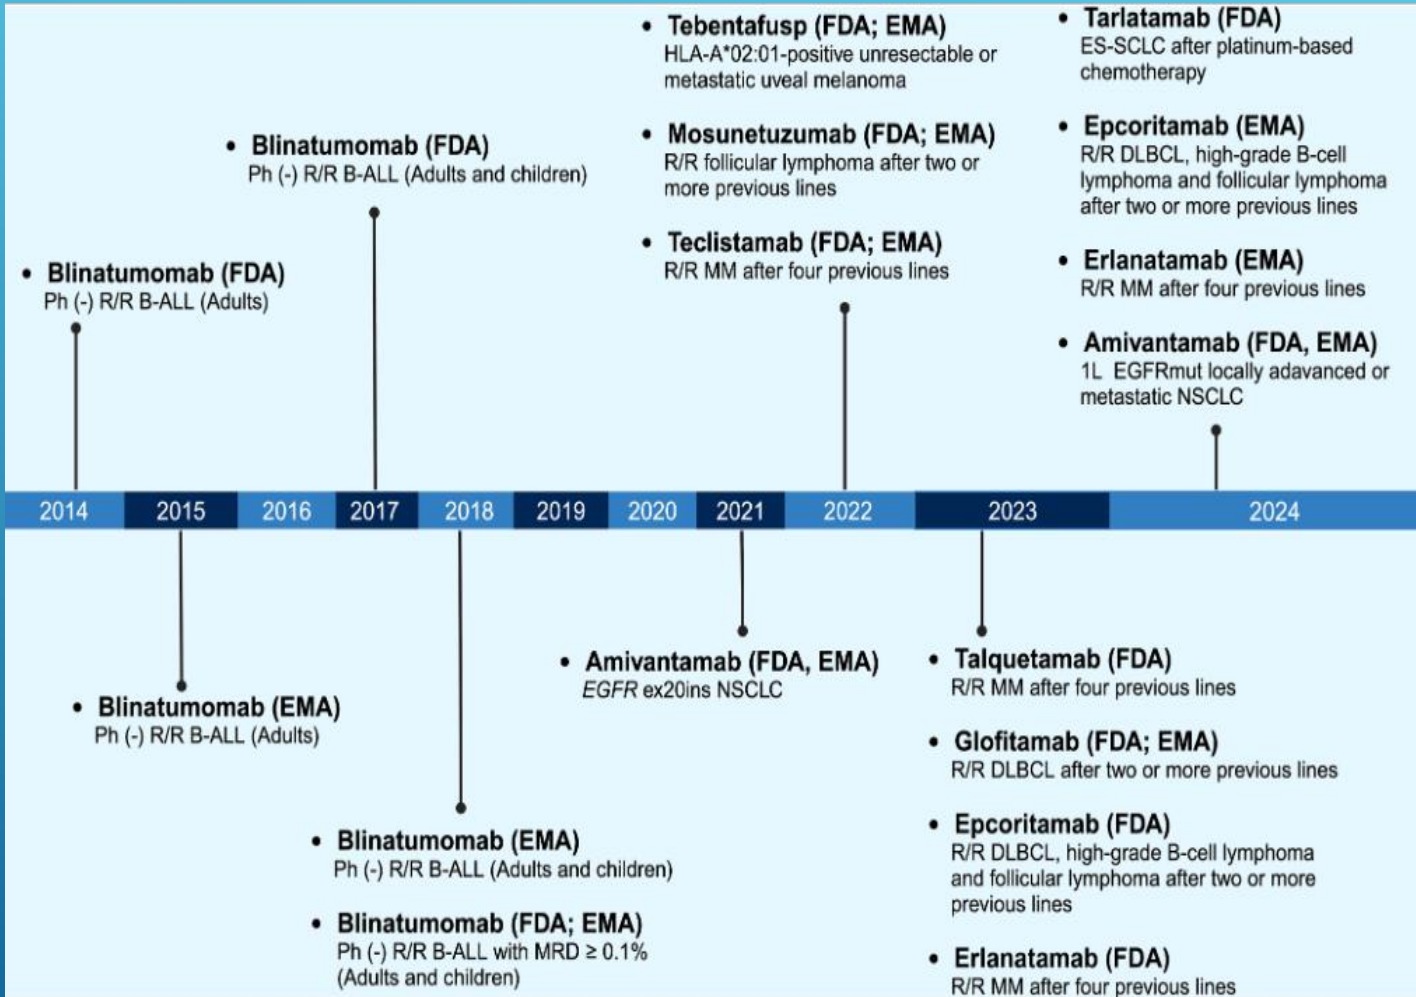 • Tebentafusp (FDA; EMA)
HLA-A*02:01-positive unresectable or
metastatic uveal melanoma
• Mosunetuzumab (FDA; EMA)
R/R follicular lymphoma after two or
more previous lines
• Teclistamab (FDA; EMA)
R/R MM after four previous lines
• Tarlatamab (FDA)
ES-SCLC after platinum-based
chemotherapy
• Epcoritamab (EMA)
R/R DLBCL, high-grade B-cell
lymphoma and follicular lymphoma
after two or more previous lines
• Erlanatamab (EMA)
R/R MM after four previous lines
• Amivantamab (FDA, EMA)
1L EGFRmut locally adavanced or
metastatic NSCLC
• Blinatumomab (FDA)
Ph (-) R/R B-ALL (Adults and children)
• Blinatumomab (FDA)
Ph (-) R/R B-ALL (Adults)
2014 2015 2016 2017 2018 2019 2020 2021 2022 2023 2024
• Blinatumomab (EMA)
Ph (-) R/R B-ALL (Adults)
• Blinatumomab (EMA)
Ph (-) R/R B-ALL (Adults and children)
• Blinatumomab (FDA; EMA)
Ph (-) R/R B-ALL with MRD ≥ 0.1%
(Adults and children)
• Amivantamab (FDA, EMA)
EGFR ex20ins NSCLC
• Talquetamab (FDA)
R/R MM after four previous lines
• Glofitamab (FDA; EMA)
R/R DLBCL after two or more previous lines
• Epcoritamab (FDA)
R/R DLBCL, high-grade B-cell lymphoma
and follicular lymphoma after two or more
previous lines
• Erlanatamab (FDA)
R/R MM after four previous lines